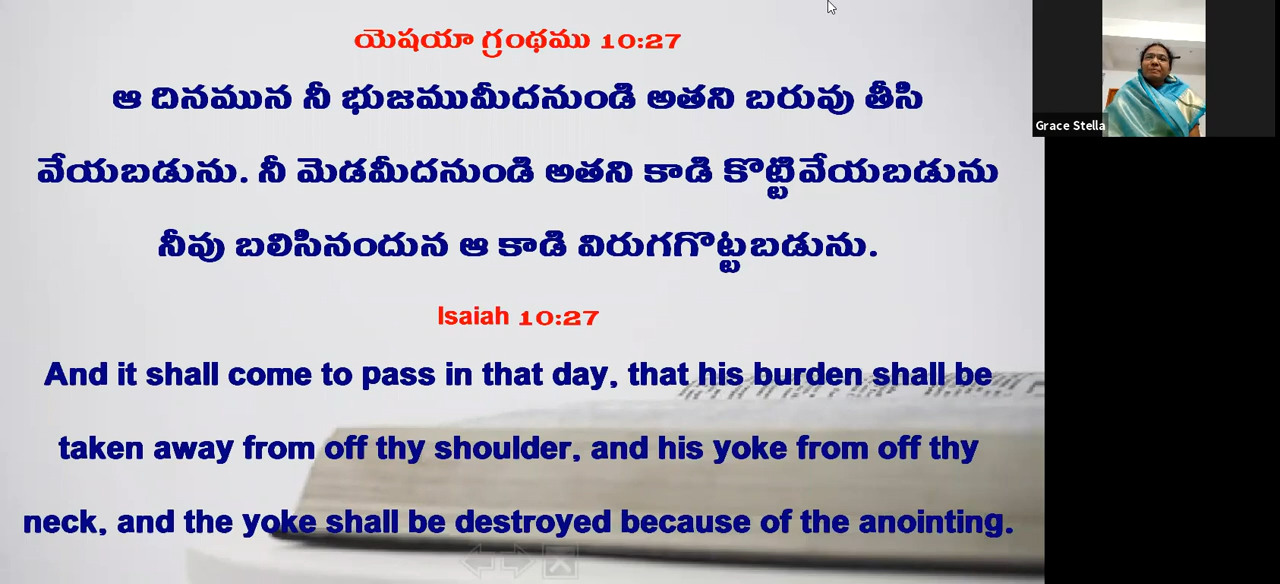 యెషయా గ్రంథము 10:27
ఆ దినమున నీ భుజముమీదనుండి అతని బరువు తీసి
వేయబడును. నీ మెడమీదనుండి అతని కాడి కొట్టివేయబడును
నీవు బలిసినందున ఆ కాడి విరుగగొట్టబడును.
Isaiah 10:27
And it shall come to pass in that day, that his burden shall be
taken away from off thy shoulder, and his yoke from off thy
neck, and the yoke shall be destroyed because of the anointing.
Grace Stella